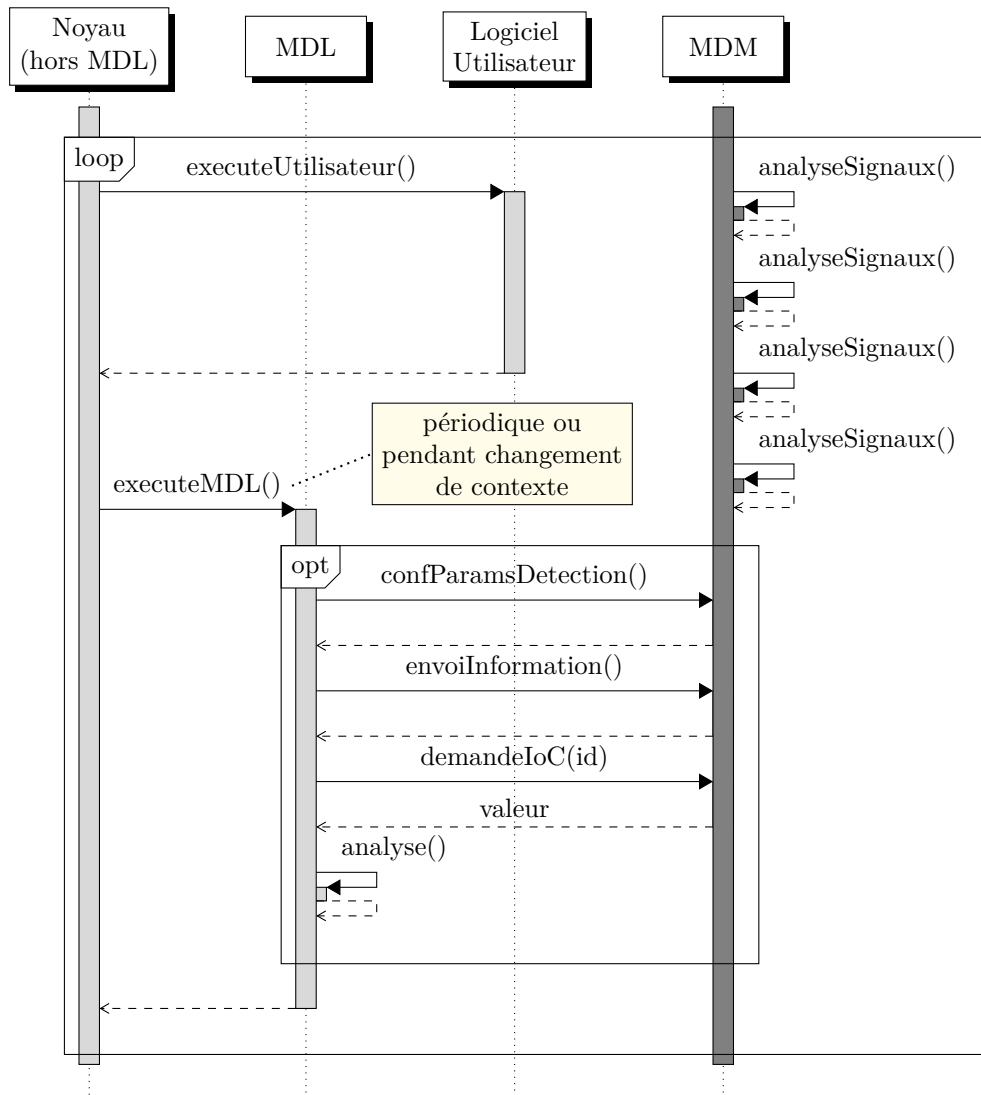 Noyau
(hors MDL)
MDL
Logiciel
Utilisateur
MDM
loop
executeUtilisateur()
analyseSignaux()
analyseSignaux()
analyseSignaux()
périodique ou
pendant changement
de contexte
analyseSignaux()
executeMDL()
opt
confParamsDetection()
envoiInformation()
demandeIoC(id)
valeur
analyse()